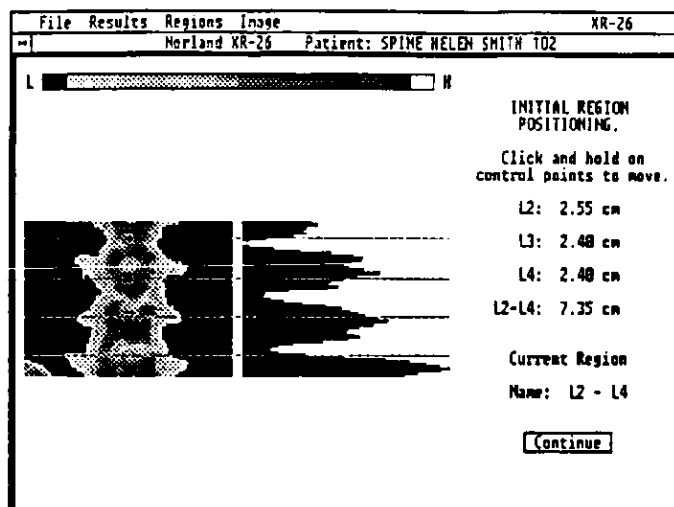 File Results Regions Image XR-26
Norland XR-26 Patient: SPINE HELEN SMITH T02
L H
INITIAL REGION
POSITIONING.
Click and hold on
control points to move.
L2: 2.55 cm
L3: 2.40 cm
L4: 2.40 cm
L2-L4: 7.35 cm
Current Region
Name: L2 - L4
Continue